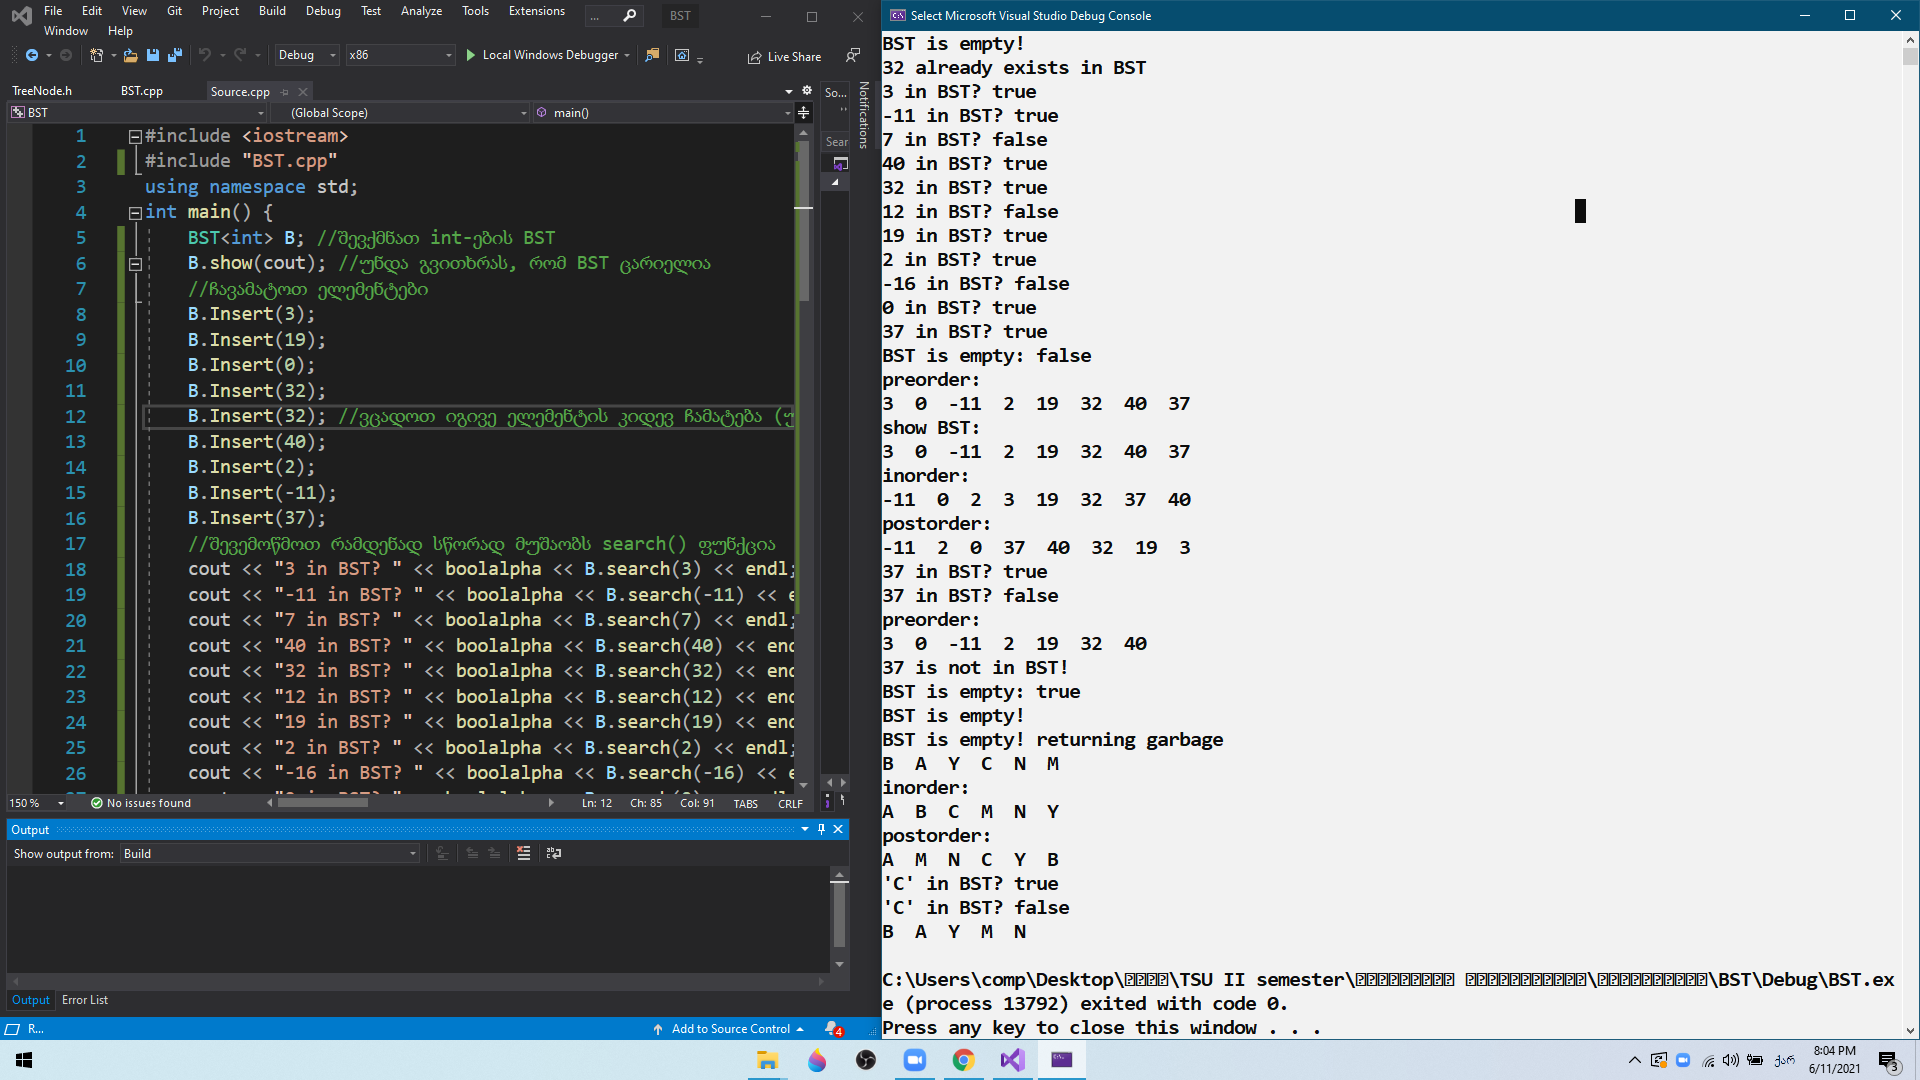 File Edit View Git Project Build Debug Test Analyze Tools Extensions ... BST
Window Help
Debug x86 Local Windows Debugger Live Share
TreeNode.h BST.cpp Source.cpp So...
BST (Global Scope) main()
Notifications
Sear
1 #include <iostream>
2 #include "BST.cpp"
3 using namespace std;
4 int main() {
5 BST<int> B; //შევქმნათ int-ების BST
6 B.show(cout); //უნდა გვითხრას, რომ BST ცარიელია
7 //ჩავამატოთ ელემენტები
8 B.Insert(3);
9 B.Insert(19);
10 B.Insert(0);
11 B.Insert(32);
12 B.Insert(32); //ვცადოთ იგივე ელემენტის კიდევ ჩამატება (
13 B.Insert(40);
14 B.Insert(2);
15 B.Insert(-11);
16 B.Insert(37);
17 //შევემოწმოთ რამდენად სწორად მუშაობს search() ფუნქცია
18 cout << "3 in BST? " << boolalpha << B.search(3) << endl;
19 cout << "-11 in BST? " << boolalpha << B.search(-11) << e
20 cout << "7 in BST? " << boolalpha << B.search(7) << endl;
21 cout << "40 in BST? " << boolalpha << B.search(40) << end
22 cout << "32 in BST? " << boolalpha << B.search(32) << end
23 cout << "12 in BST? " << boolalpha << B.search(12) << end
24 cout << "19 in BST? " << boolalpha << B.search(19) << end
25 cout << "2 in BST? " << boolalpha << B.search(2) << endl;
26 cout << "-16 in BST? " << boolalpha << B.search(-16) << e
150 % No issues found Ln: 12 Ch: 85 Col: 91 TABS CRLF
Output
Show output from: Build
Output Error List
R... Add to Source Control 4
Select Microsoft Visual Studio Debug Console
BST is empty!
32 already exists in BST
3 in BST? true
-11 in BST? true
7 in BST? false
40 in BST? true
32 in BST? true
12 in BST? false
19 in BST? true
2 in BST? true
-16 in BST? false
0 in BST? true
37 in BST? true
BST is empty: false
preorder:
3 0 -11 2 19 32 40 37
show BST:
3 0 -11 2 19 32 40 37
inorder:
-11 0 2 3 19 32 37 40
postorder:
-11 2 0 37 40 32 19 3
37 in BST? true
37 in BST? false
preorder:
3 0 -11 2 19 32 40
37 is not in BST!
BST is empty: true
BST is empty!
BST is empty! returning garbage
B A Y C N M
inorder:
A B C M N Y
postorder:
A M N C Y B
'C' in BST? true
'C' in BST? false
B A Y M N
C:\Users\comp\Desktop\ \TSU II semester\ \BST\Debug\BST.ex
e (process 13792) exited with code 0.
Press any key to close this window . . .
ქარ 8:04 PM
6/11/2021 3